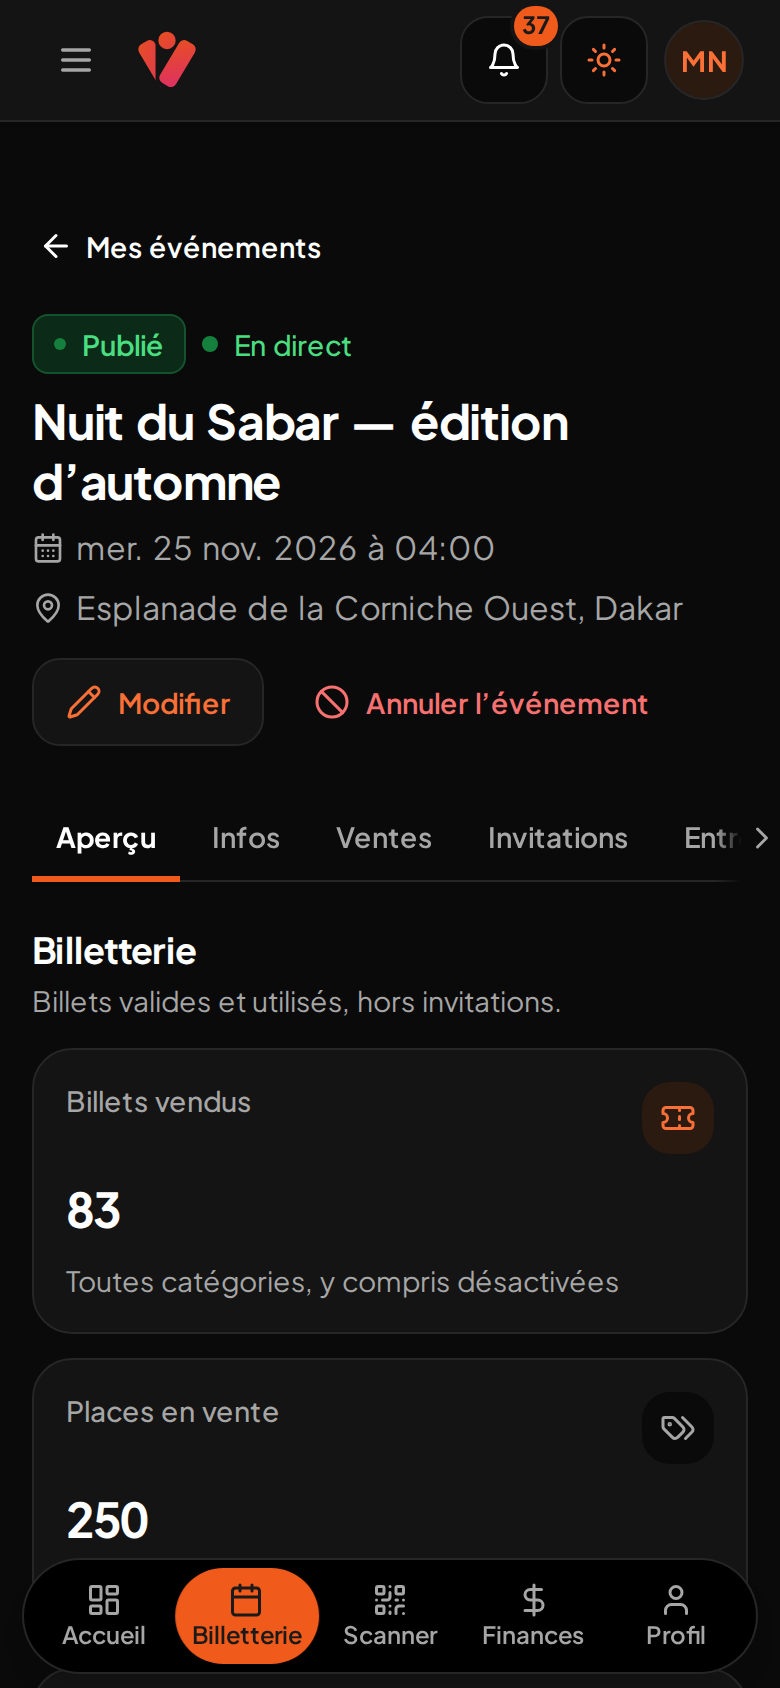 37
MN
Mes événements
Publié
En direct
Nuit du Sabar — édition
d’automne
mer. 25 nov. 2026 à 04:00
Esplanade de la Corniche Ouest, Dakar
Modifier
Annuler l’événement
Aperçu Infos Ventes Invitations Entr
Billetterie
Billets valides et utilisés, hors invitations.
Billets vendus
83
Toutes catégories, y compris désactivées
Places en vente
250
Accueil Billetterie Scanner Finances Profil